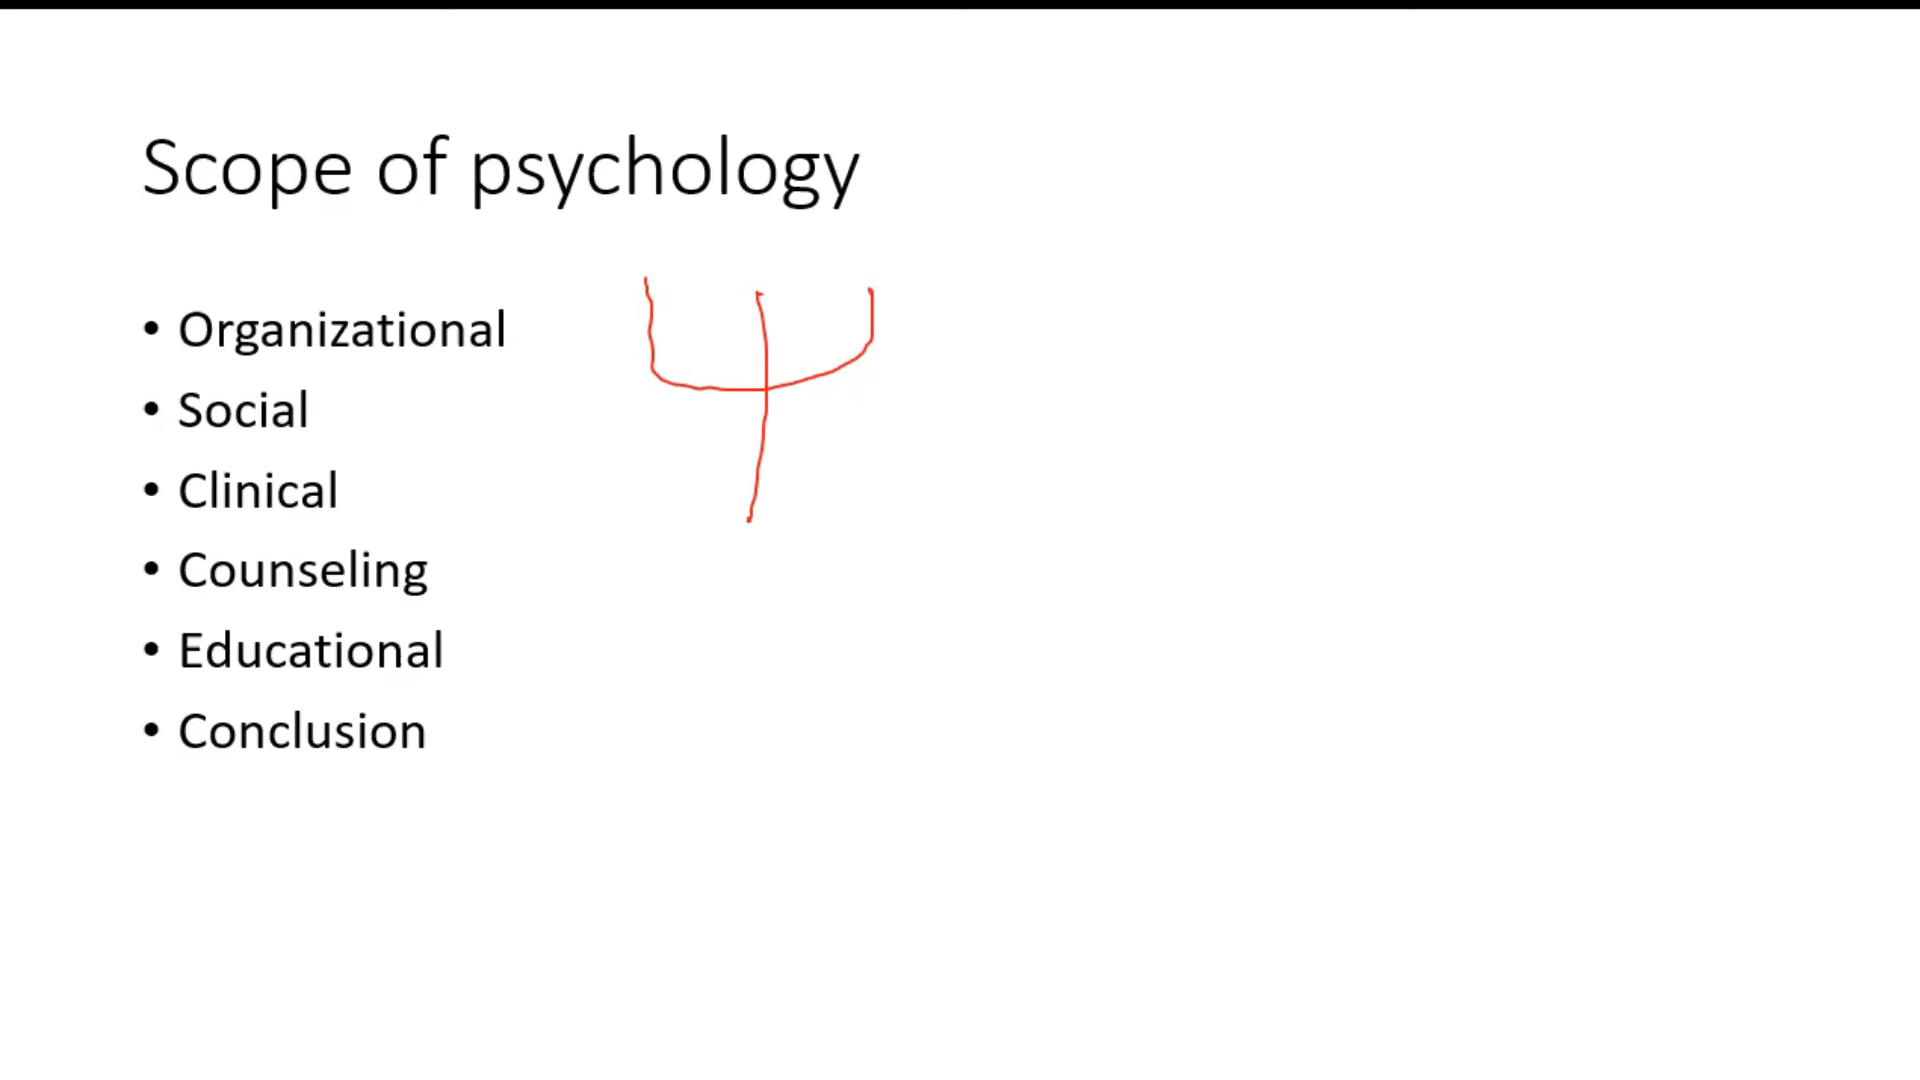 Scope of psychology
• Organizational
Ψ
• Social
• Clinical
• Counseling
• Educational
• Conclusion